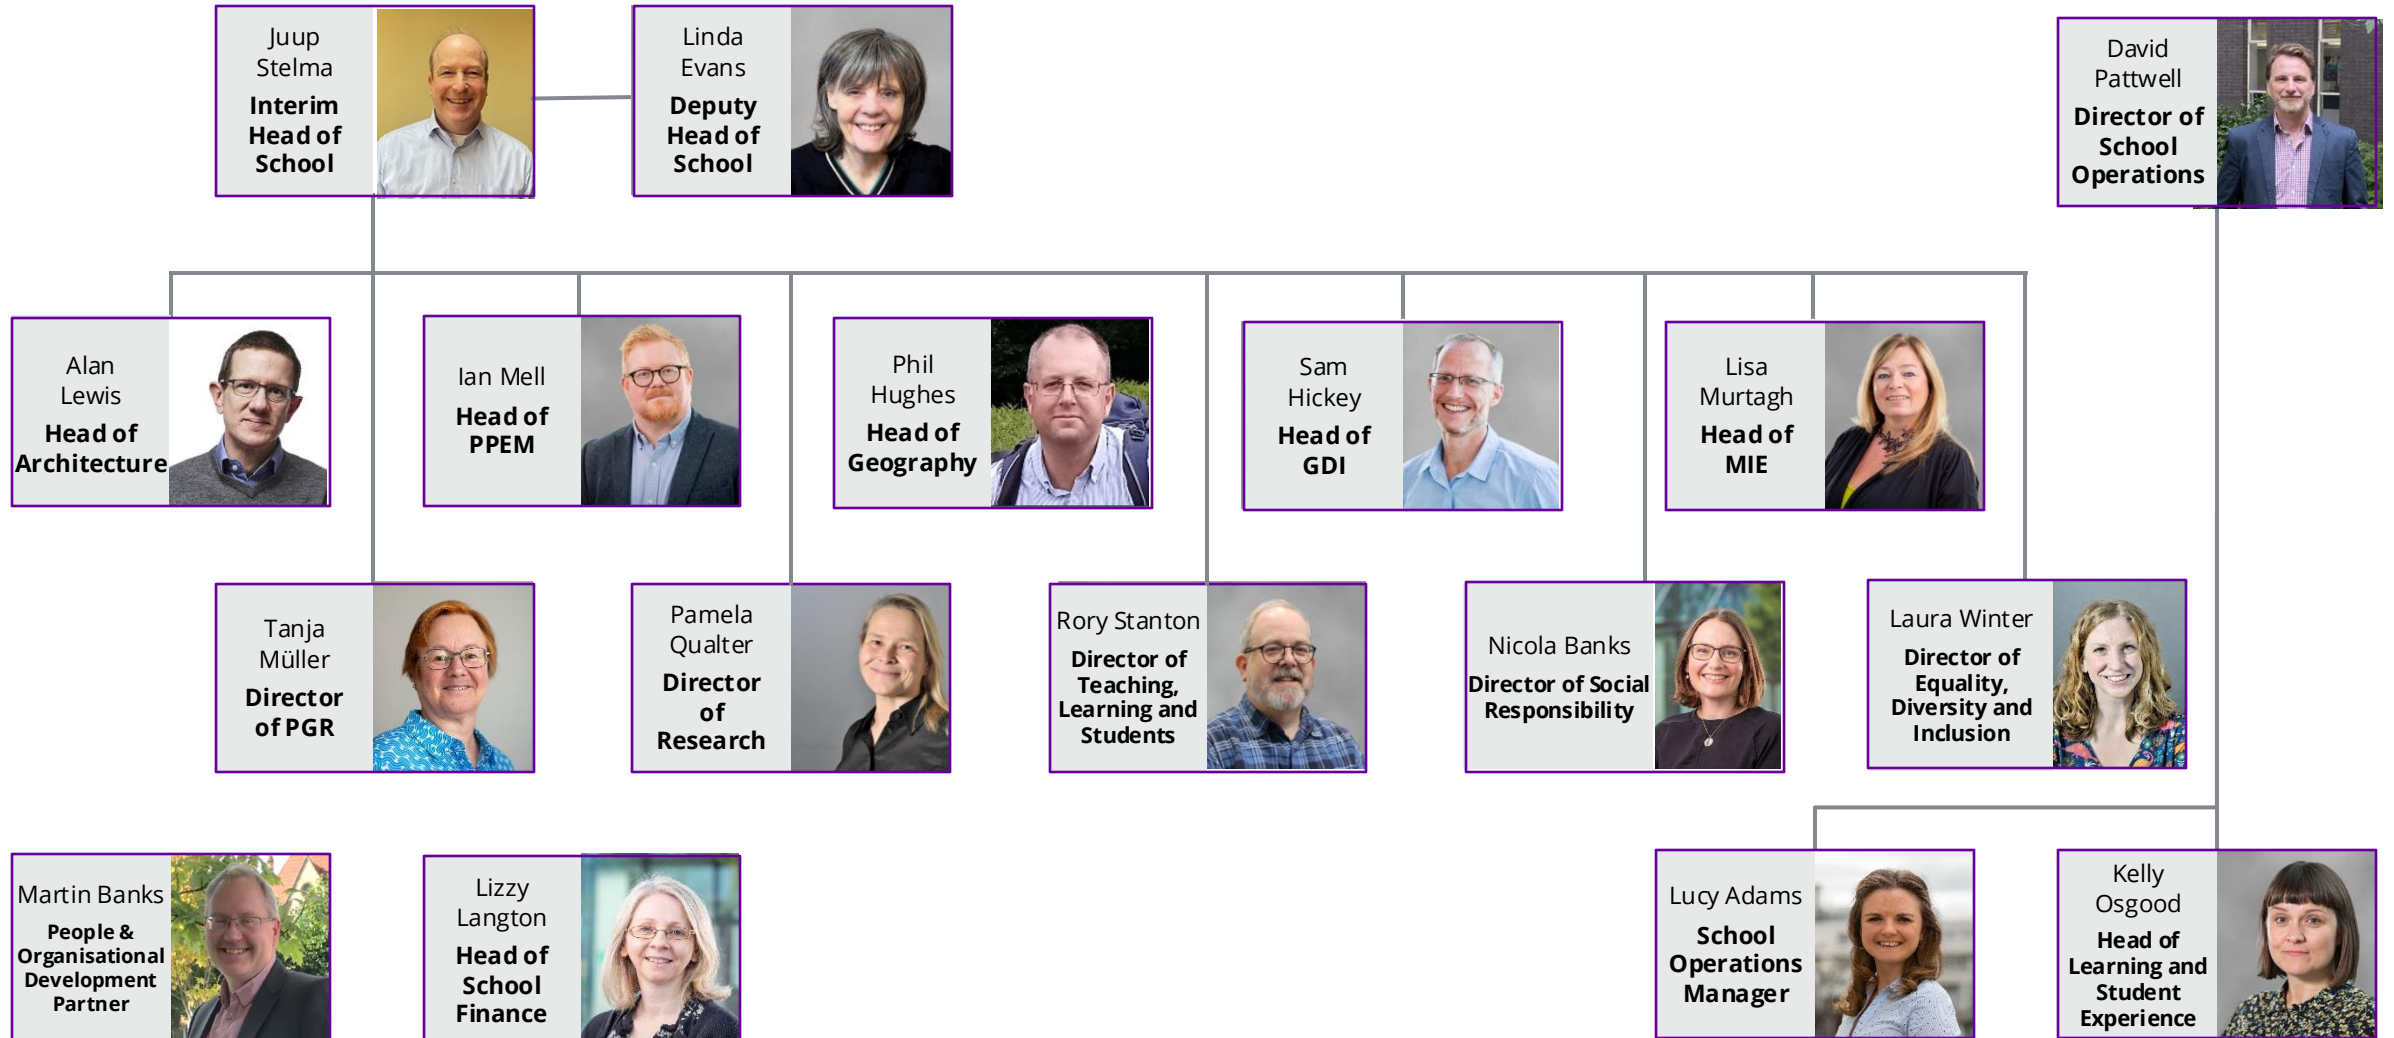 Juup
Stelma
Interim
Head of
School
Linda
Evans
Deputy
Head of
School
David
Pattwell
Director of
School
Operations
Alan
Lewis
Head of
Architecture
Ian Mell
Head of
PPEM
Phil
Hughes
Head of
Geography
Sam
Hickey
Head of
GDI
Lisa
Murtagh
Head of
MIE
Tanja
Müller
Director
of PGR
Pamela
Qualter
Director
of
Research
Rory Stanton
Director of
Teaching,
Learning and
Students
Nicola Banks
Director of Social
Responsibility
Laura Winter
Director of
Equality,
Diversity and
Inclusion
Martin Banks
People &
Organisational
Development
Partner
Lizzy
Langton
Head of
School
Finance
Lucy Adams
School
Operations
Manager
Kelly
Osgood
Head of
Learning and
Student
Experience